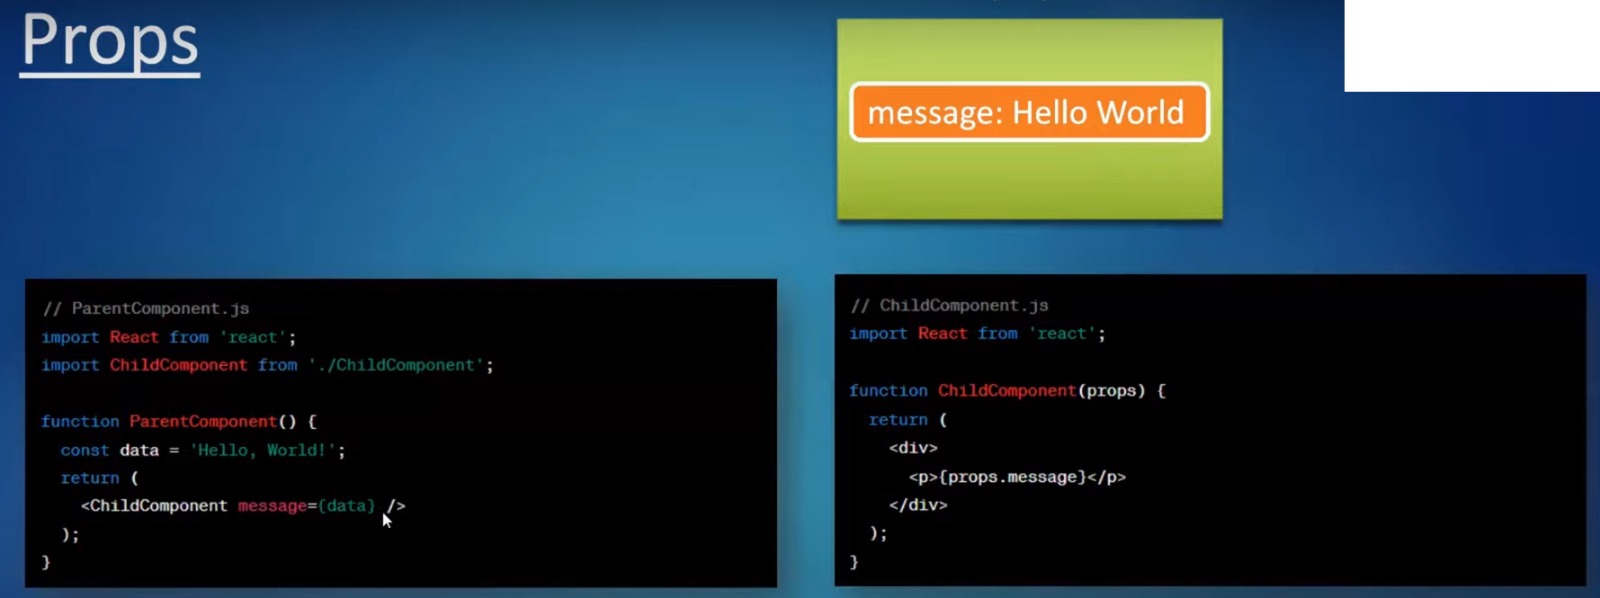 Props
message: Hello World
// ParentComponent.js
import React from 'react';
import ChildComponent from './ChildComponent';
function ParentComponent() {
const data = 'Hello, World!';
return (
<ChildComponent message={data} />
);
}
// ChildComponent.js
import React from 'react';
function ChildComponent(props) {
return (
<div>
<p>{props.message}</p>
</div>
);
}